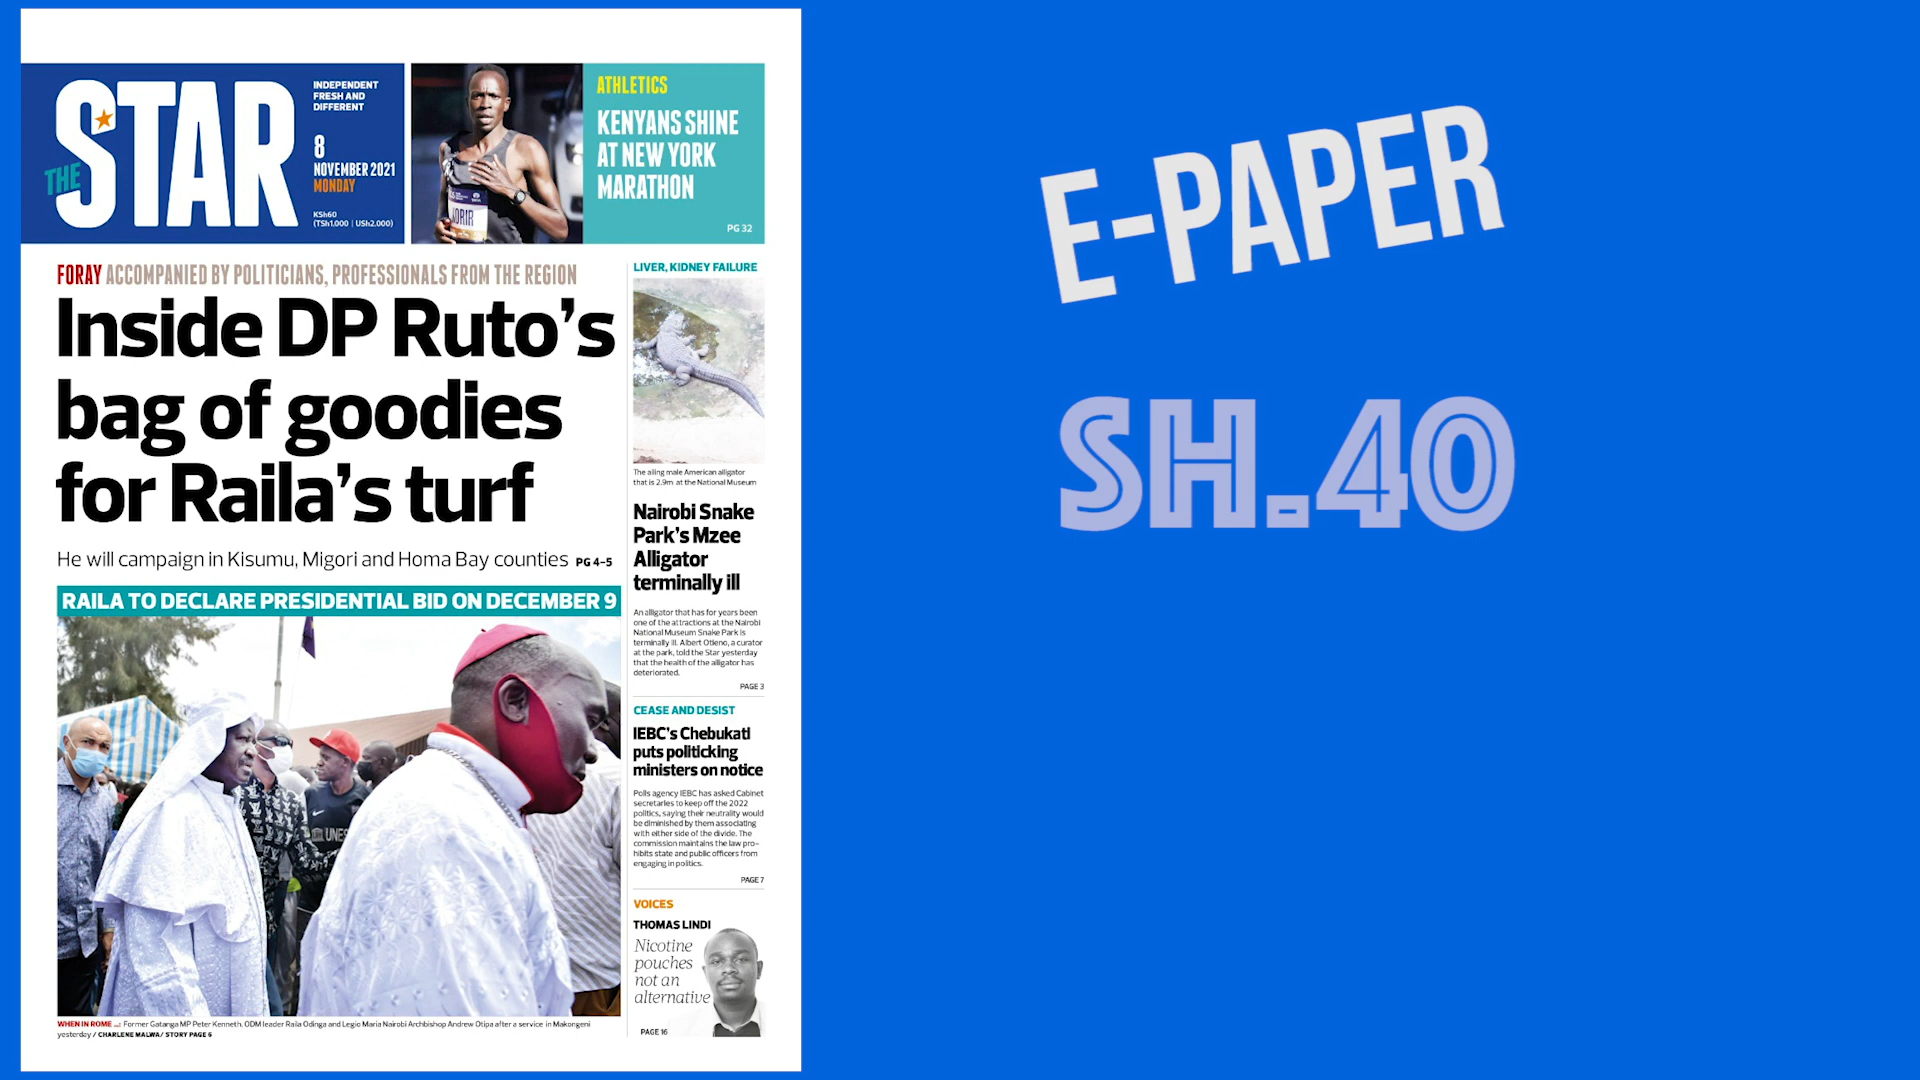 THE STAR
INDEPENDENT
FRESH AND
DIFFERENT
8
NOVEMBER 2021
MONDAY
KSh60
(TSh1,000 | USh2,000)
KORIR
ATHLETICS
KENYANS SHINE
AT NEW YORK
MARATHON
PG 32
FORAY ACCOMPANIED BY POLITICIANS, PROFESSIONALS FROM THE REGION
Inside DP Ruto's
bag of goodies
for Raila's turf
He will campaign in Kisumu, Migori and Homa Bay counties PG 4-5
RAILA TO DECLARE PRESIDENTIAL BID ON DECEMBER 9
UNES
WHEN IN ROME ...: Former Gatanga MP Peter Kenneth, ODM leader Raila Odinga and Legio Maria Nairobi Archbishop Andrew Otipa after a service in Makongeni
yesterday / CHARLENE MALWA/ STORY PAGE 6
LIVER, KIDNEY FAILURE
The ailing male American alligator
that is 2.9m at the National Museum
Nairobi Snake
Park's Mzee
Alligator
terminally ill
An alligator that has for years been
one of the attractions at the Nairobi
National Museum Snake Park is
terminally ill. Albert Otieno, a curator
at the park, told the Star yesterday
that the health of the alligator has
deteriorated.
PAGE 3
CEASE AND DESIST
IEBC's Chebukati
puts politicking
ministers on notice
Polls agency IEBC has asked Cabinet
secretaries to keep off the 2022
politics, saying their neutrality would
be diminished by them associating
with either side of the divide. The
commission maintains the law pro-
hibits state and public officers from
engaging in politics.
PAGE 7
VOICES
THOMAS LINDI
Nicotine
pouches
not an
alternative
PAGE 16
E-PAPER
SH.40